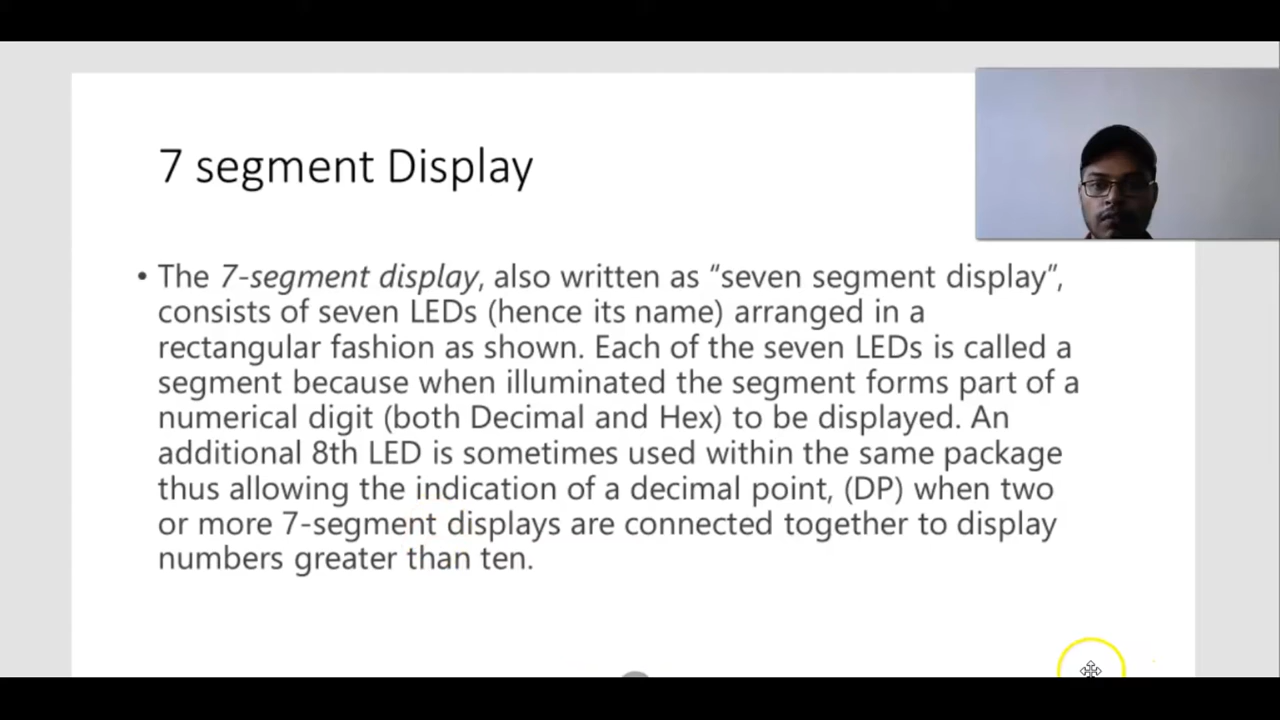 7 segment Display
• The 7-segment display, also written as “seven segment display”,
consists of seven LEDs (hence its name) arranged in a
rectangular fashion as shown. Each of the seven LEDs is called a
segment because when illuminated the segment forms part of a
numerical digit (both Decimal and Hex) to be displayed. An
additional 8th LED is sometimes used within the same package
thus allowing the indication of a decimal point, (DP) when two
or more 7-segment displays are connected together to display
numbers greater than ten.